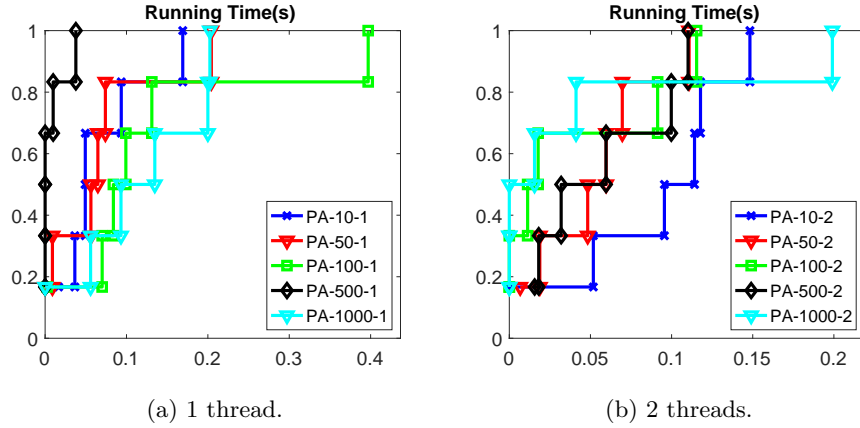 Running Time(s)
1
0.8
0.6
0.4
0.2
0
0 0.1 0.2 0.3 0.4
PA-10-1
PA-50-1
PA-100-1
PA-500-1
PA-1000-1
(a) 1 thread.
Running Time(s)
1
0.8
0.6
0.4
0.2
0
0 0.05 0.1 0.15 0.2
PA-10-2
PA-50-2
PA-100-2
PA-500-2
PA-1000-2
(b) 2 threads.